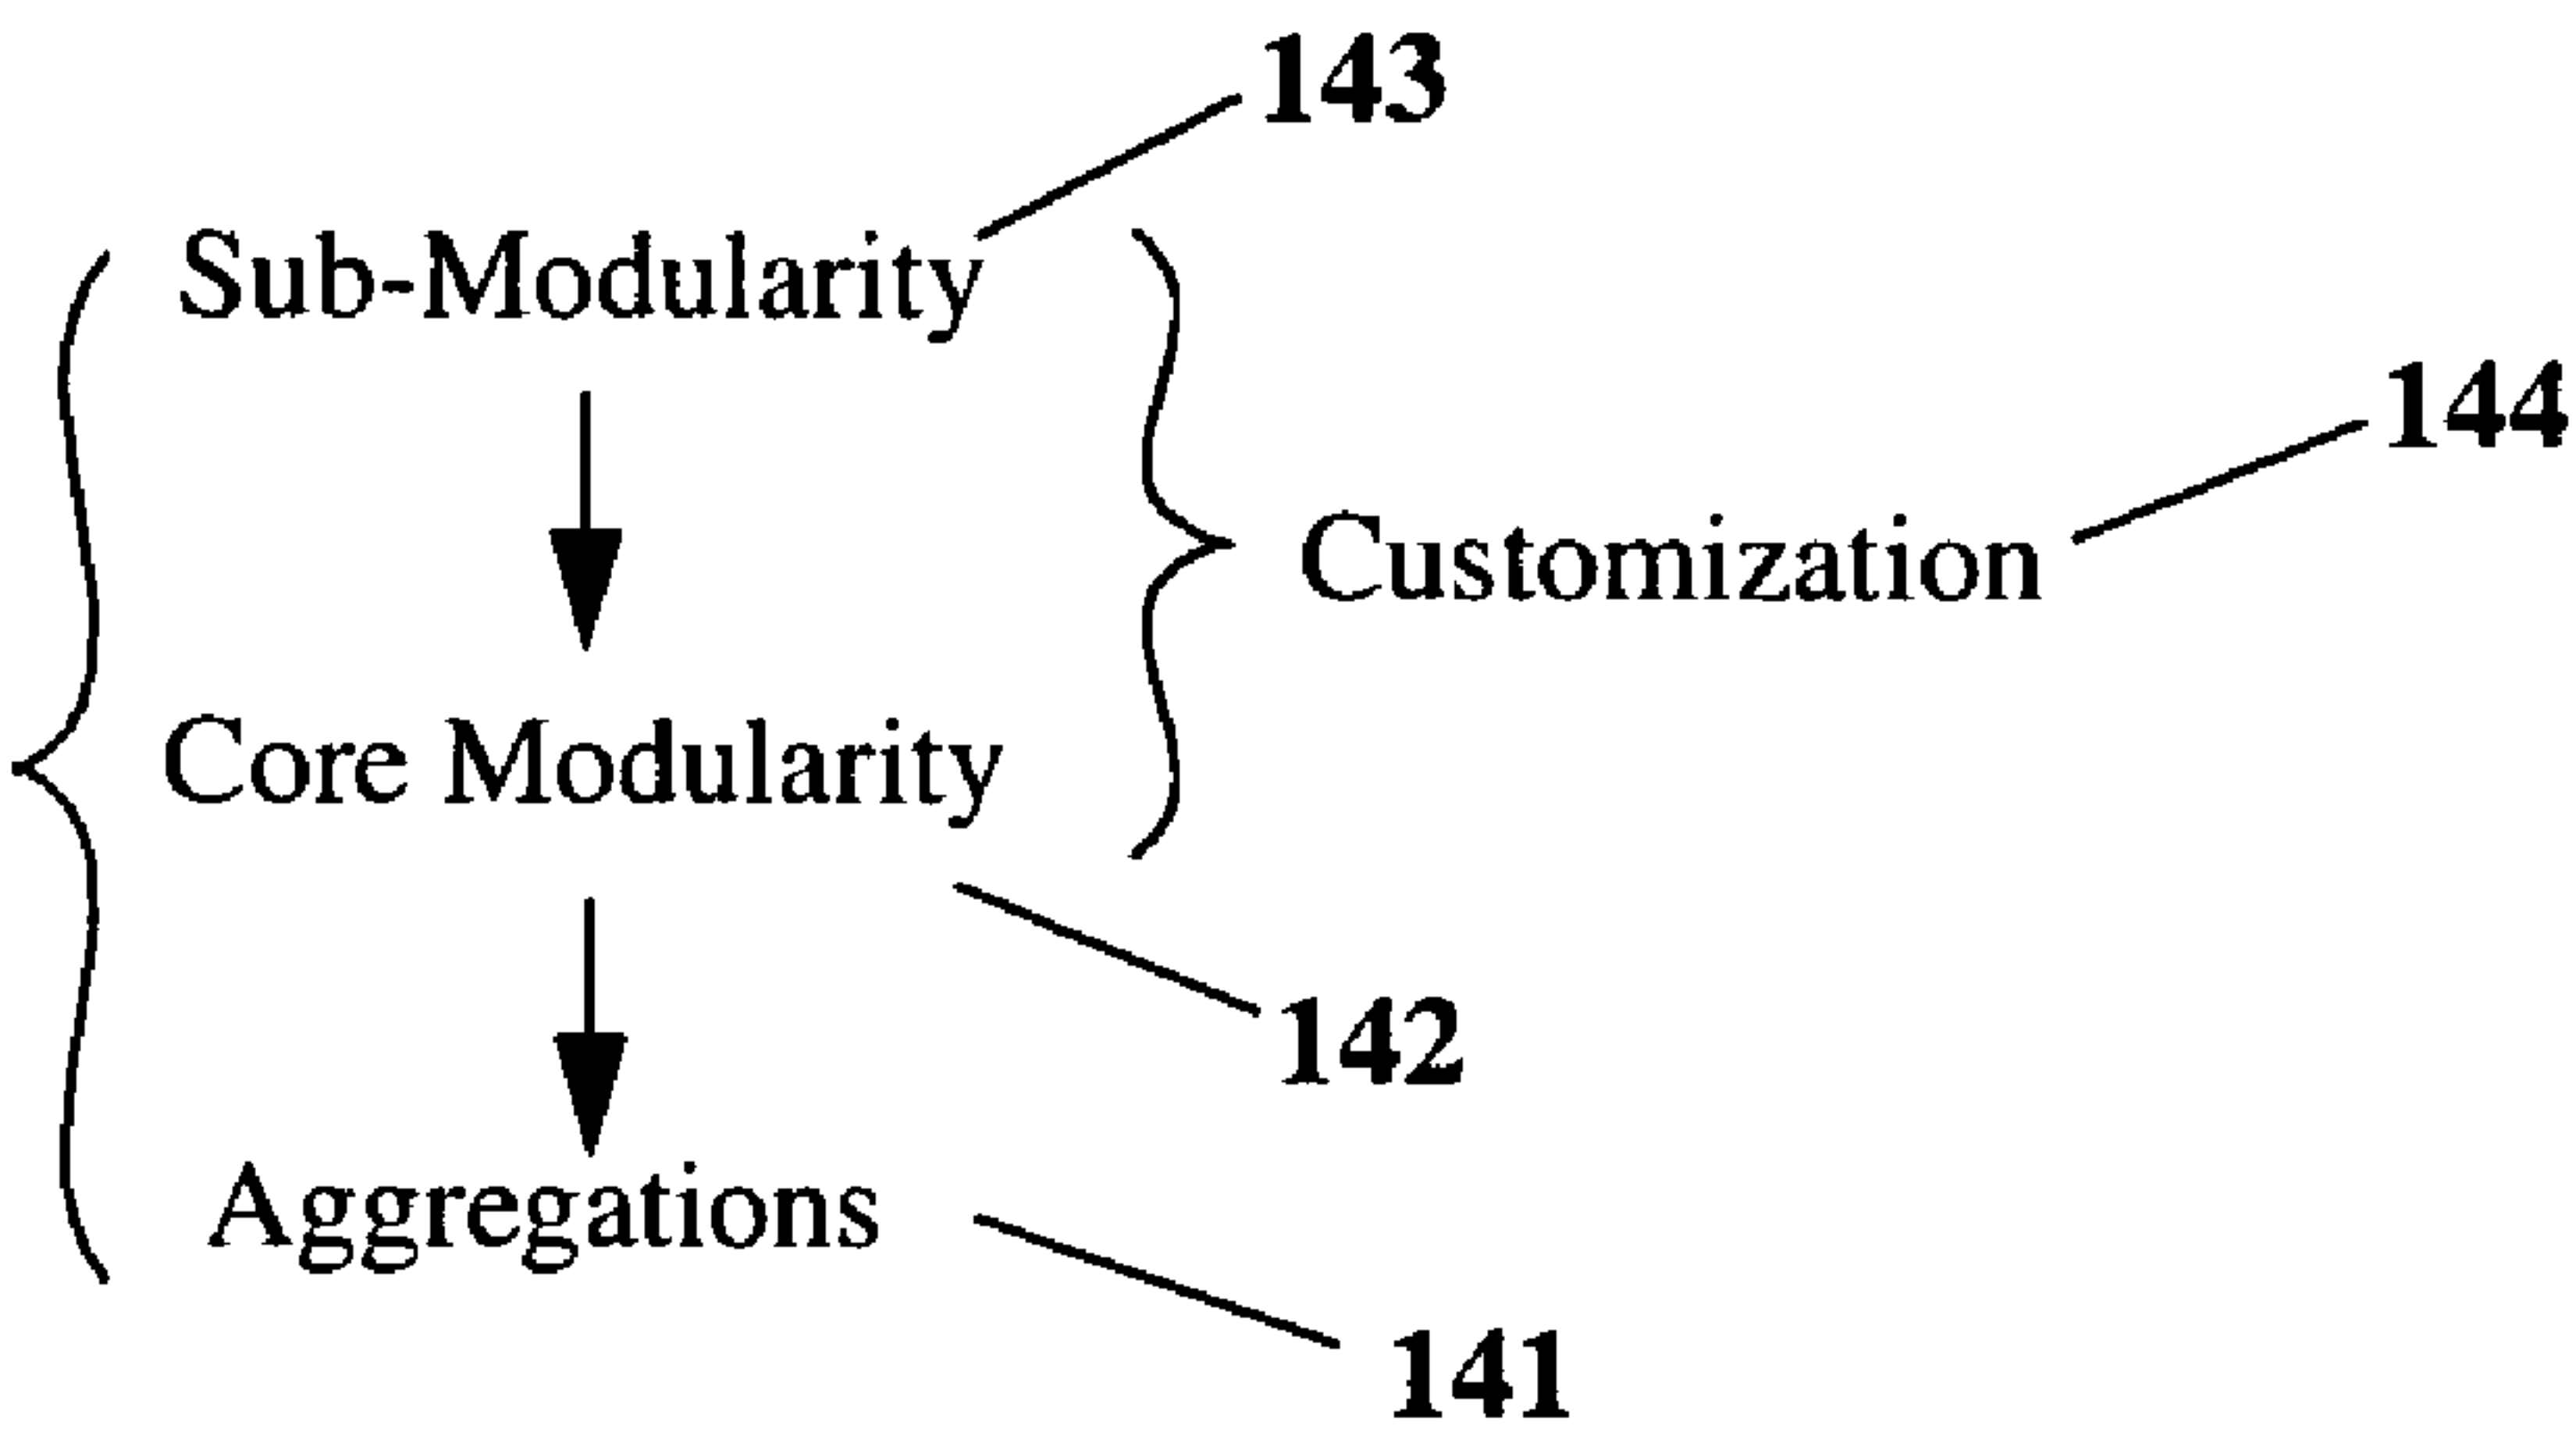 143
Sub-Modularity
144
Customization
Core Modularity
142
Aggregations
141